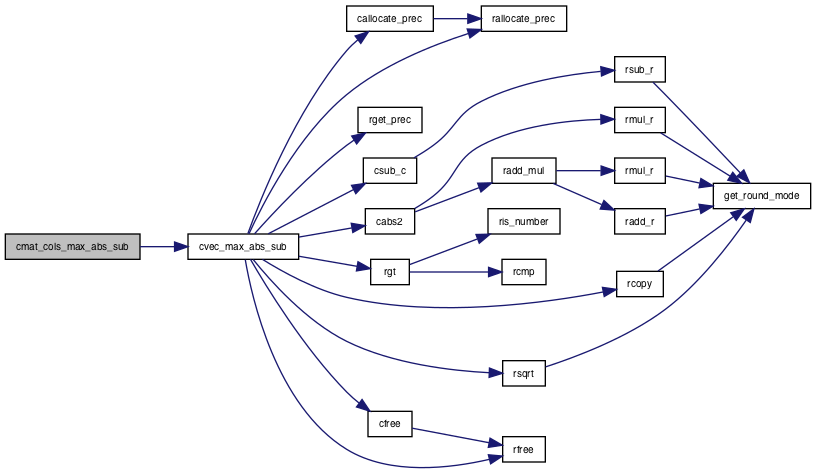 callocate_prec
rallocate_prec
rsub_r
rget_prec
rmul_r
csub_c
radd_mul
rmul_r
get_round_mode
cabs2
ris_number
radd_r
cmat_cols_max_abs_sub
cvec_max_abs_sub
rgt
rcmp
rcopy
rsqrt
cfree
rfree